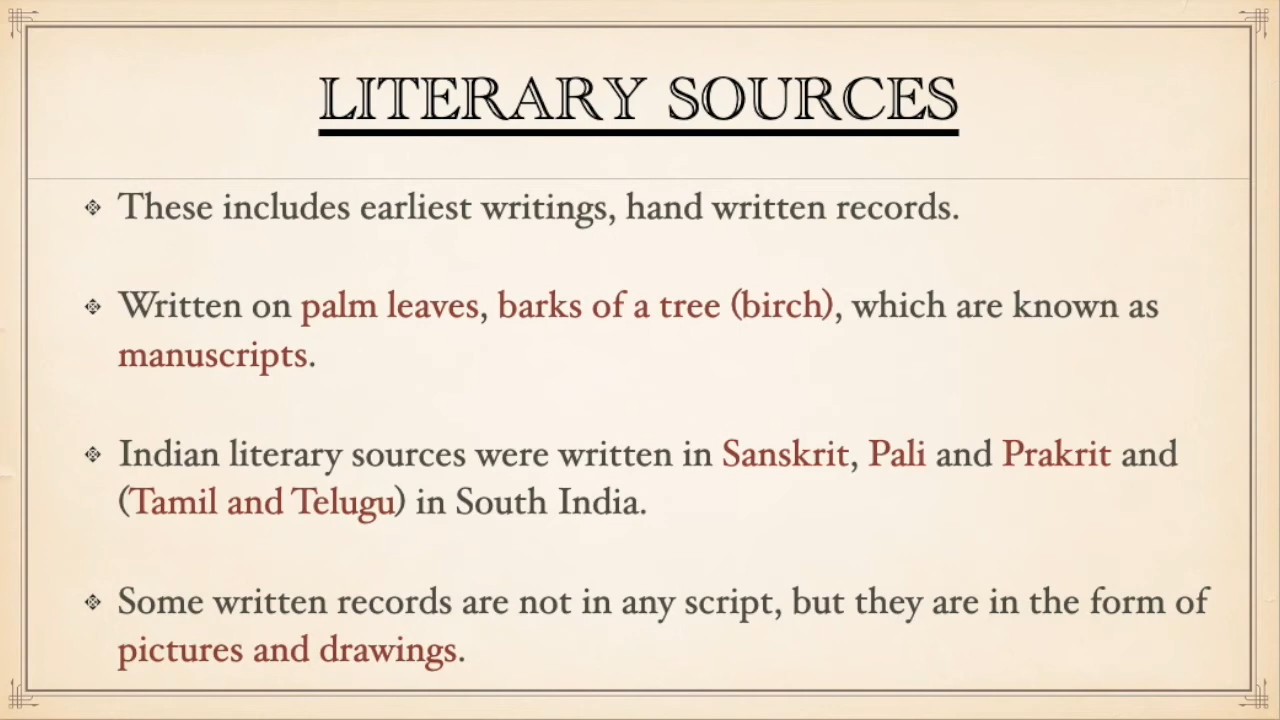 LITERARY SOURCES
These includes earliest writings, hand written records.
Written on palm leaves, barks of a tree (birch), which are known as
manuscripts.
Indian literary sources were written in Sanskrit, Pali and Prakrit and
(Tamil and Telugu) in South India.
Some written records are not in any script, but they are in the form of
pictures and drawings.